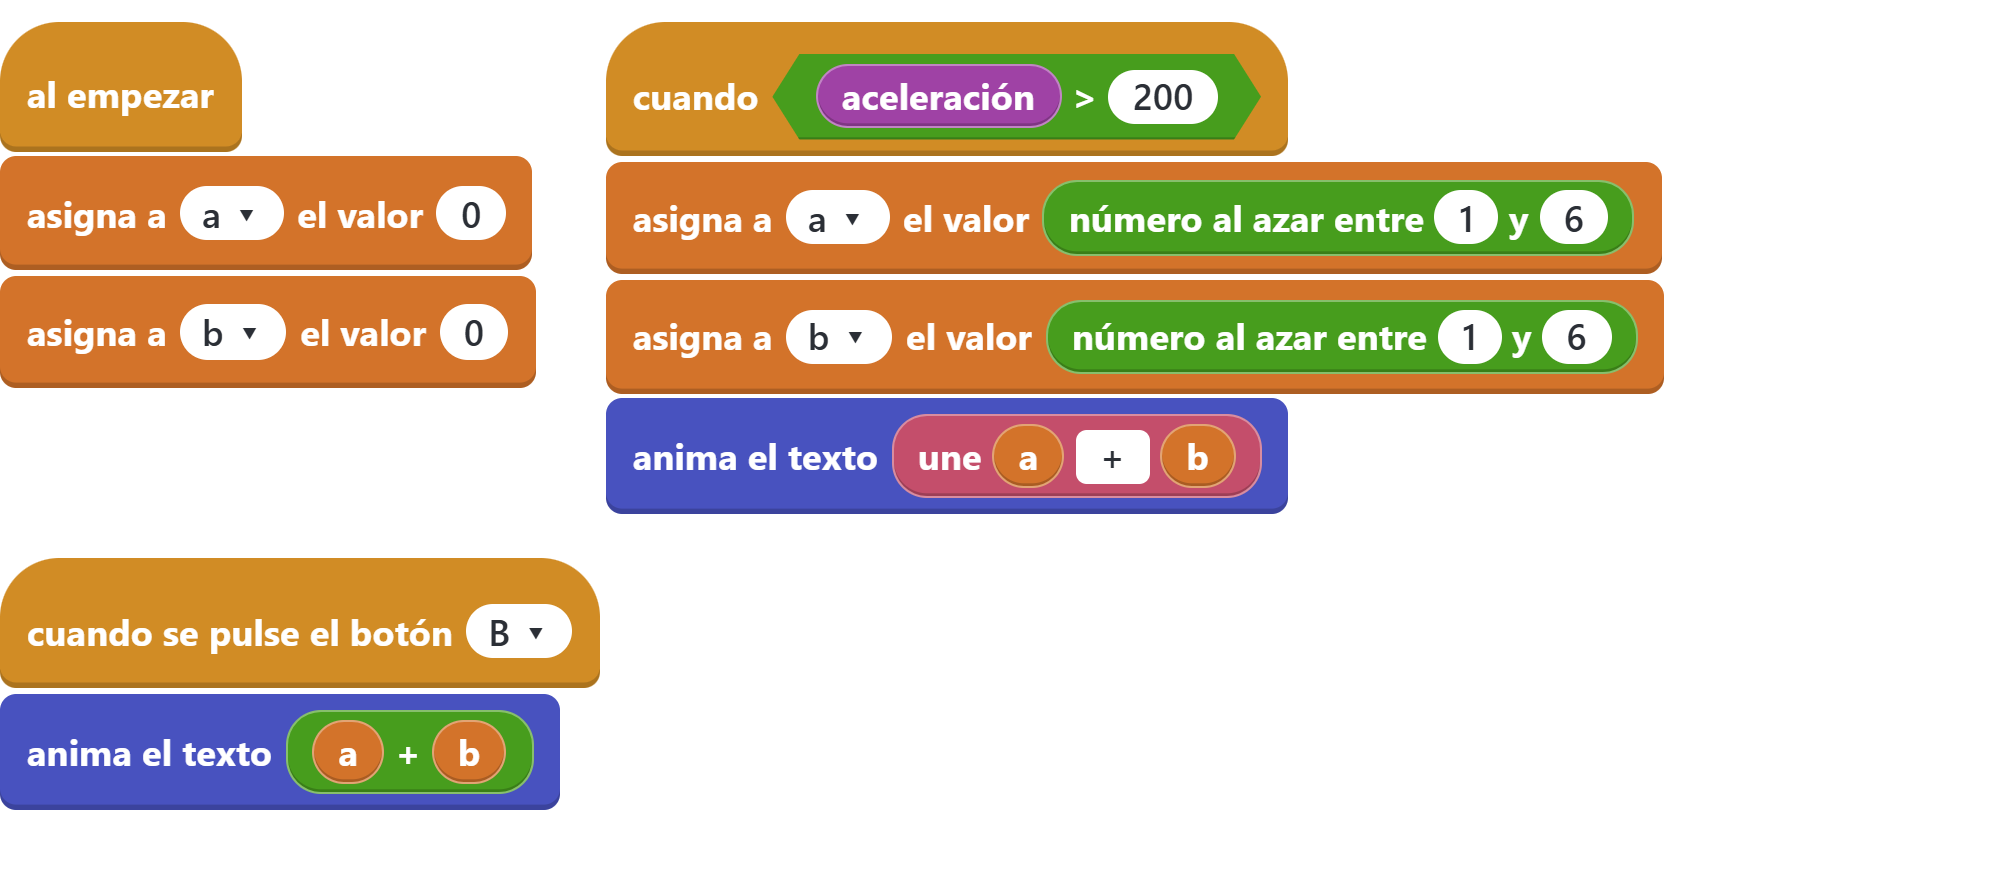 al empezar
asigna a a ▼ el valor 0
asigna a b ▼ el valor 0
cuando aceleración > 200
asigna a a ▼ el valor número al azar entre 1 y 6
asigna a b ▼ el valor número al azar entre 1 y 6
anima el texto une a + b
cuando se pulse el botón B ▼
anima el texto a + b